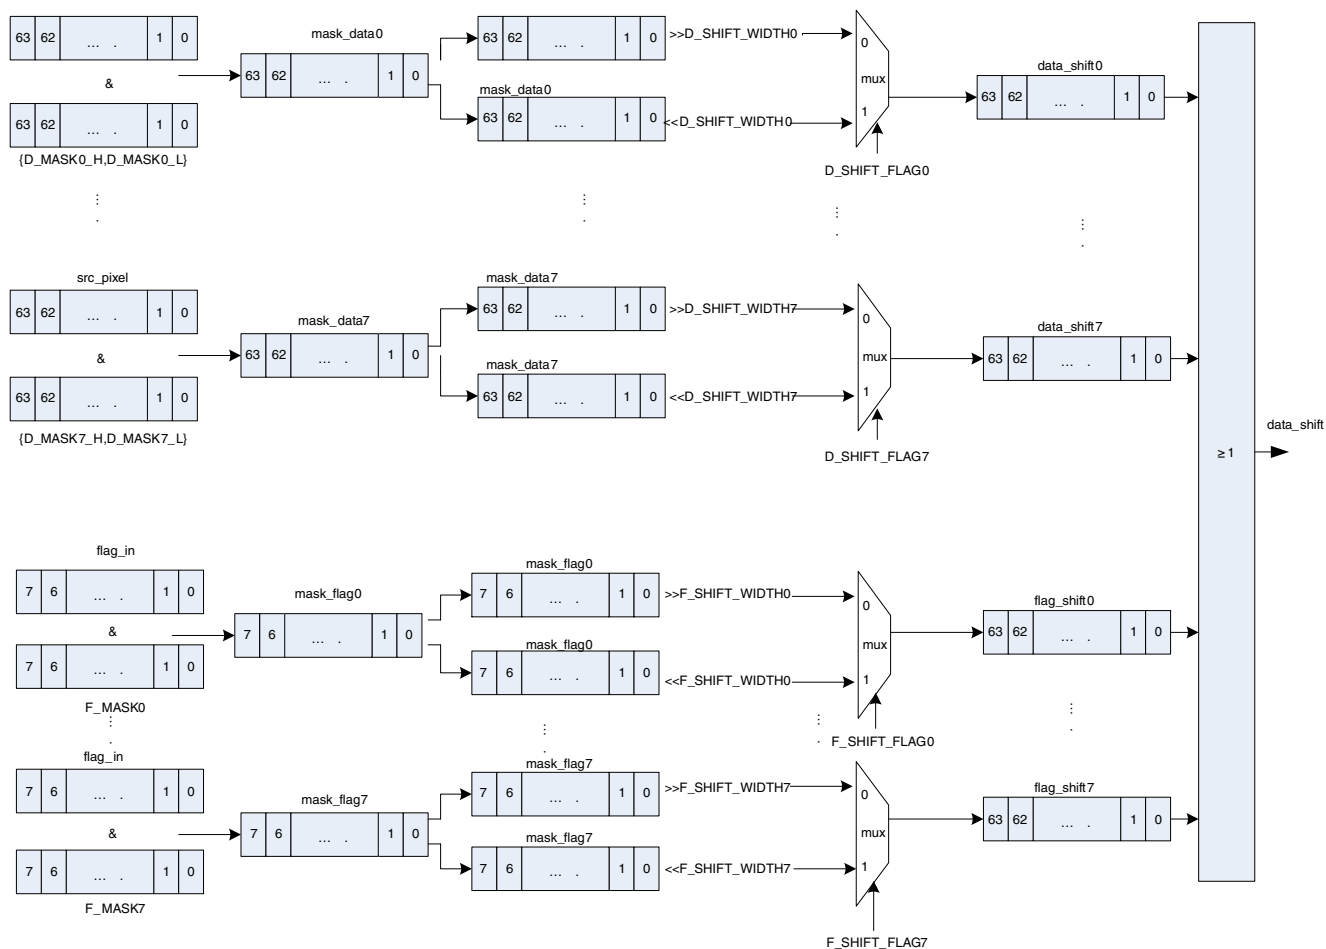 63 62 ... . 1 0
&
63 62 ... . 1 0
{D_MASK0_H,D_MASK0_L}
mask_data0
63 62 ... . 1 0
63 62 ... . 1 0
>>D_SHIFT_WIDTH0
mask_data0
63 62 ... . 1 0
<<D_SHIFT_WIDTH0
0
mux
1
D_SHIFT_FLAG0
data_shift0
63 62 ... . 1 0
src_pixel
63 62 ... . 1 0
&
63 62 ... . 1 0
{D_MASK7_H,D_MASK7_L}
mask_data7
63 62 ... . 1 0
mask_data7
63 62 ... . 1 0
>>D_SHIFT_WIDTH7
mask_data7
63 62 ... . 1 0
<<D_SHIFT_WIDTH7
0
mux
1
D_SHIFT_FLAG7
data_shift7
63 62 ... . 1 0
≥1
data_shift
flag_in
7 6 ... . 1 0
&
7 6 ... . 1 0
F_MASK0
mask_flag0
7 6 ... . 1 0
mask_flag0
7 6 ... . 1 0
>>F_SHIFT_WIDTH0
mask_flag0
7 6 ... . 1 0
<<F_SHIFT_WIDTH0
0
mux
1
F_SHIFT_FLAG0
flag_shift0
63 62 ... . 1 0
flag_in
7 6 ... . 1 0
&
7 6 ... . 1 0
F_MASK7
mask_flag7
7 6 ... . 1 0
mask_flag7
7 6 ... . 1 0
>>F_SHIFT_WIDTH7
mask_flag7
7 6 ... . 1 0
<<F_SHIFT_WIDTH7
0
mux
1
F_SHIFT_FLAG7
flag_shift7
63 62 ... . 1 0